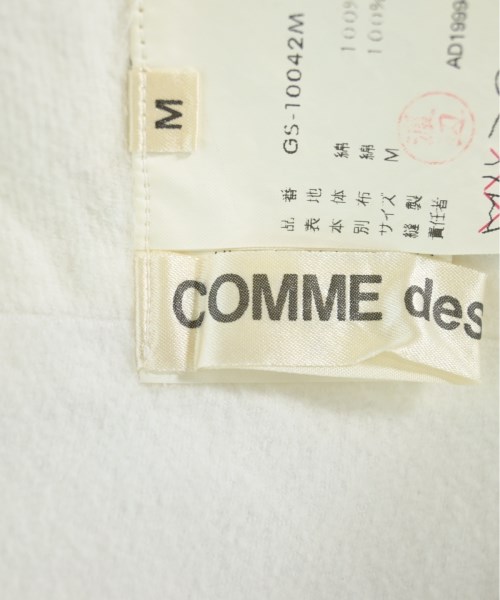 M
品番 GS-10042M
表地
本体 綿 100%
別布 綿 100%
サイズ M
縫製
責任者
AD1999
COMME des